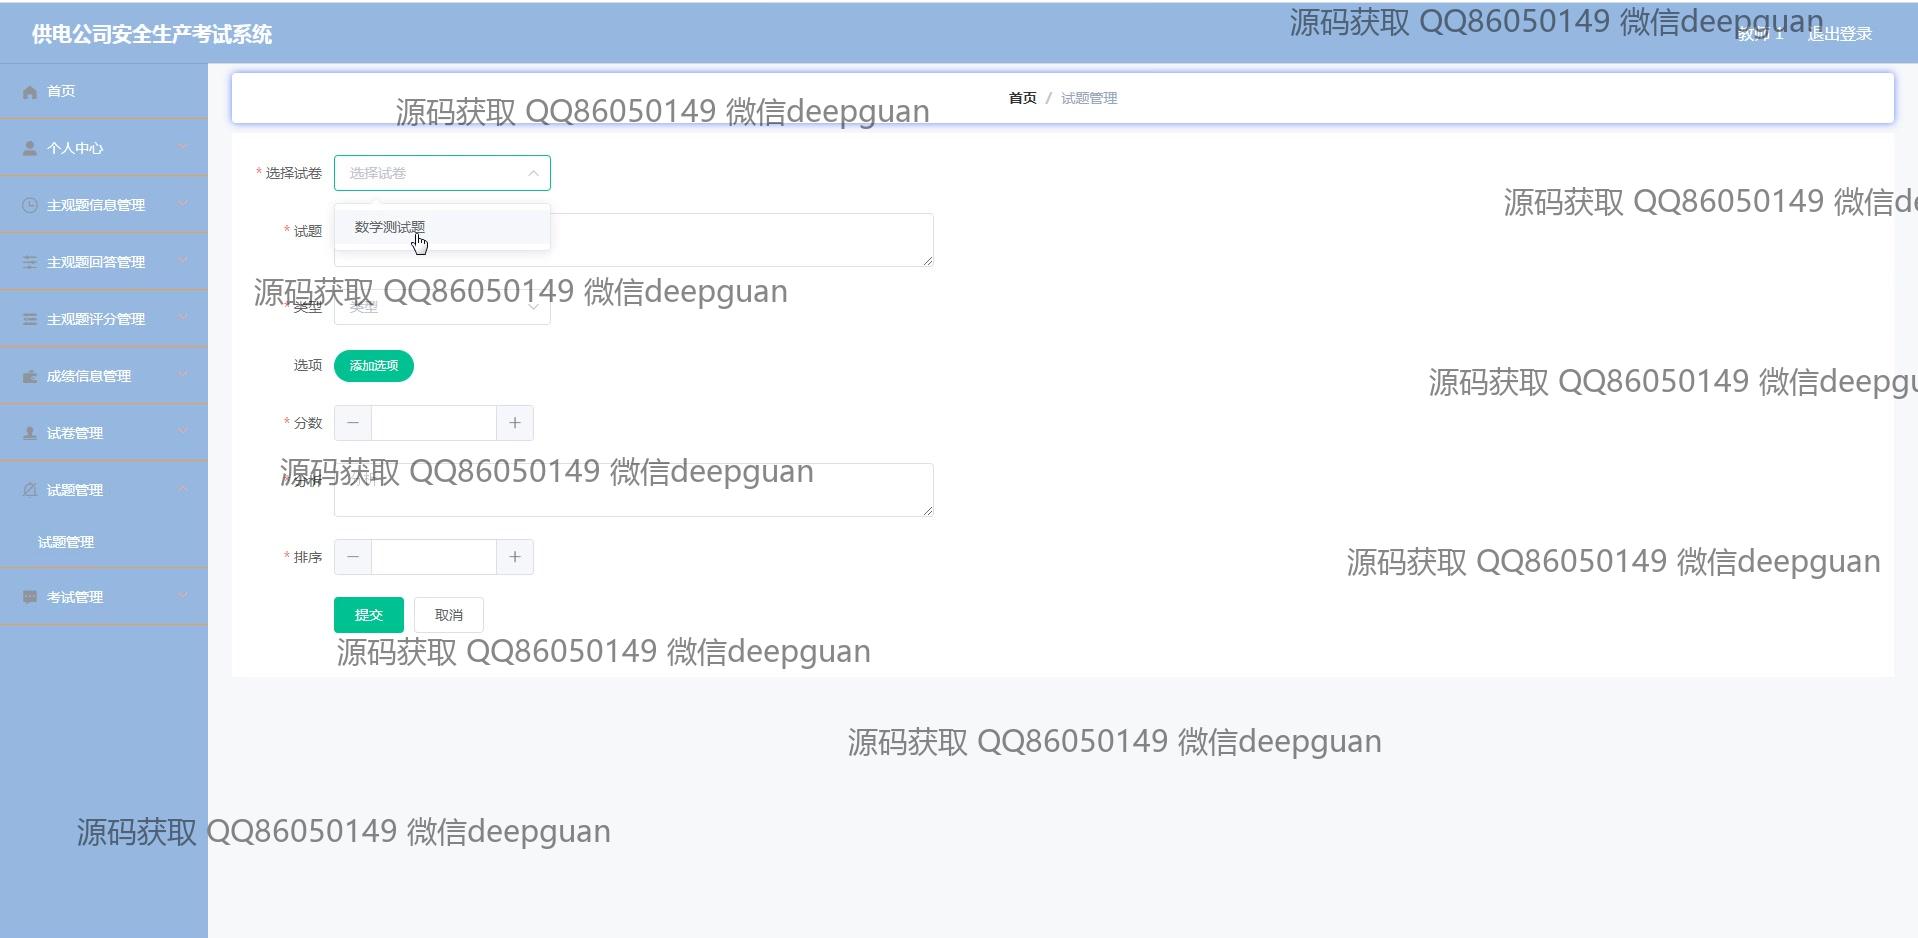 供电公司安全生产考试系统
源码获取 QQ86050149 微信deepguan
教师1 退出登录
首页
个人中心
主观题信息管理
主观题回答管理
主观题评分管理
成绩信息管理
试卷管理
试题管理
试题管理
考试管理
首页 / 试题管理
源码获取 QQ86050149 微信deepguan
* 选择试卷 选择试卷
源码获取 QQ86050149 微信de
数学测试题
* 试题
源码获取 QQ86050149 微信deepguan
* 类型 类型
选项 添加选项
源码获取 QQ86050149 微信deepgu
* 分数
源码获取 QQ86050149 微信deepguan
* 分析
* 排序
源码获取 QQ86050149 微信deepguan
提交 取消
源码获取 QQ86050149 微信deepguan
源码获取 QQ86050149 微信deepguan
源码获取 QQ86050149 微信deepguan